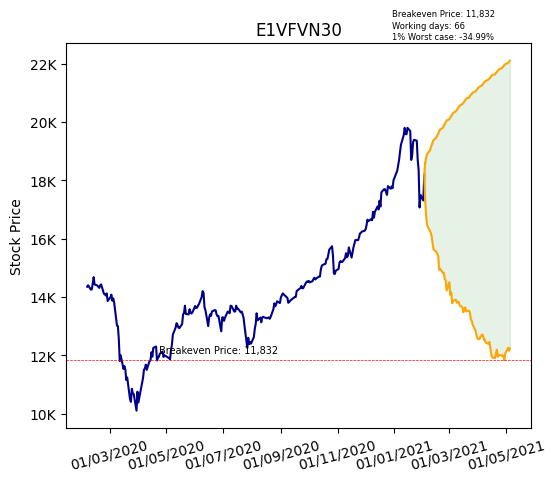 Breakeven Price: 11,832
Working days: 66
1% Worst case: -34.99%
E1VFVN30
Stock Price
22K
20K
18K
16K
14K
12K
10K
Breakeven Price: 11,832
01/03/2020
01/05/2020
01/07/2020
01/09/2020
01/11/2020
01/01/2021
01/03/2021
01/05/2021